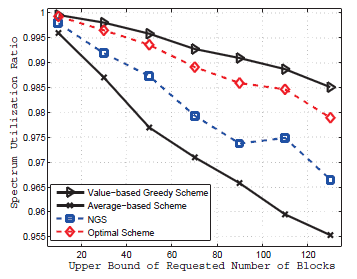 1
0.995
0.99
0.985
0.98
0.975
0.97
0.965
0.96
0.955
Spectrum Utilization Ratio
Value-based Greedy Scheme
Average-based Scheme
NGS
Optimal Scheme
20 40 60 80 100 120
Upper Bound of Requested Number of Blocks